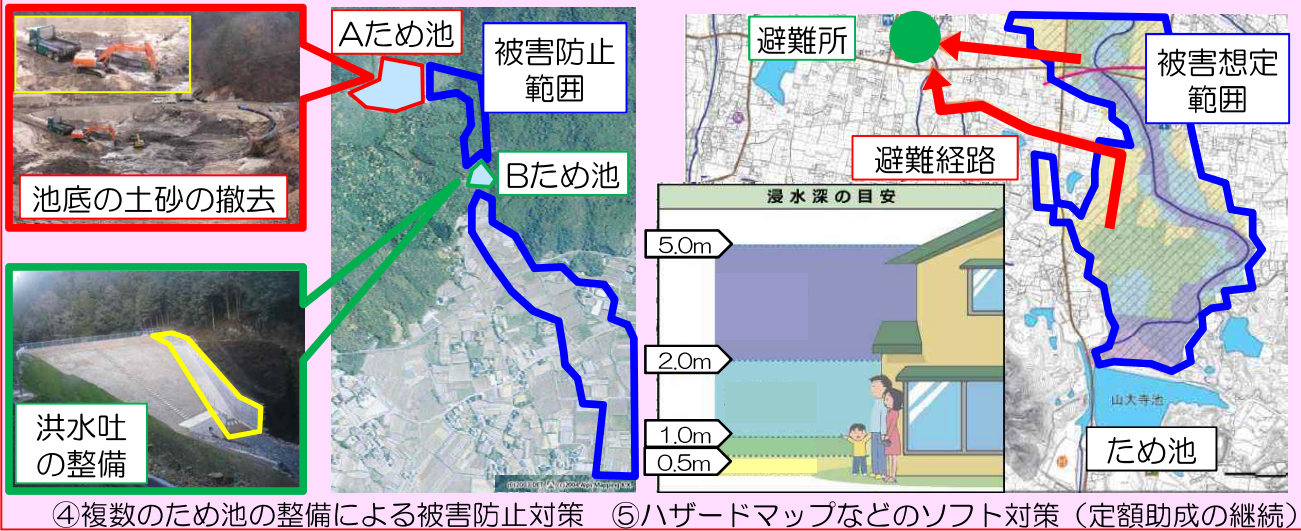 Aため池
被害防止
範囲
池底の土砂の撤去
Bため池
洪水吐
の整備
④複数のため池の整備による被害防止対策
避難所
被害想定
範囲
避難経路
浸水深の目安
5.0m
2.0m
1.0m
0.5m
山大寺池
ため池
⑤ハザードマップなどのソフト対策（定額助成の継続）